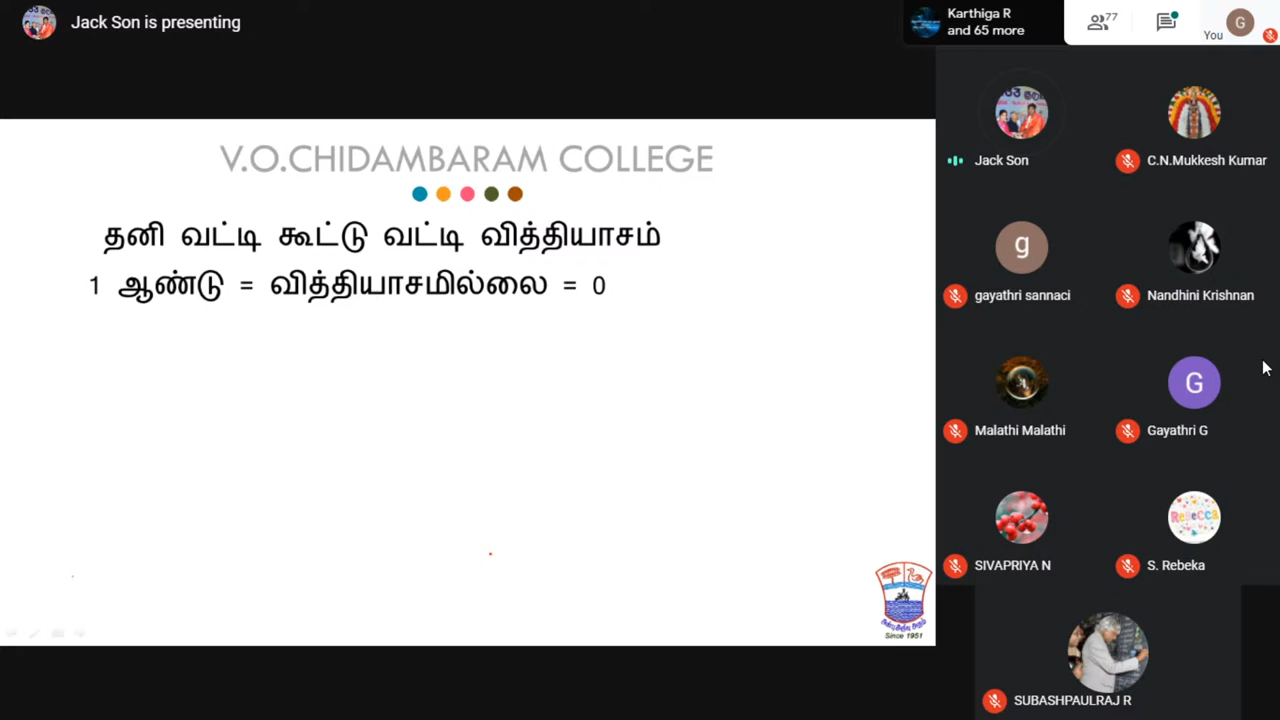 Jack Son is presenting
Karthiga R
and 65 more
77
G
You
V.O.CHIDAMBARAM COLLEGE
தனி வட்டி கூட்டு வட்டி வித்தியாசம்
1 ஆண்டு = வித்தியாசமில்லை = 0
Since 1951
Jack Son
C.N.Mukkesh Kumar
g
gayathri sannaci
Nandhini Krishnan
G
Malathi Malathi
Gayathri G
Rebecca
SIVAPRIYA N
S. Rebeka
SUBASHPAULRAJ R